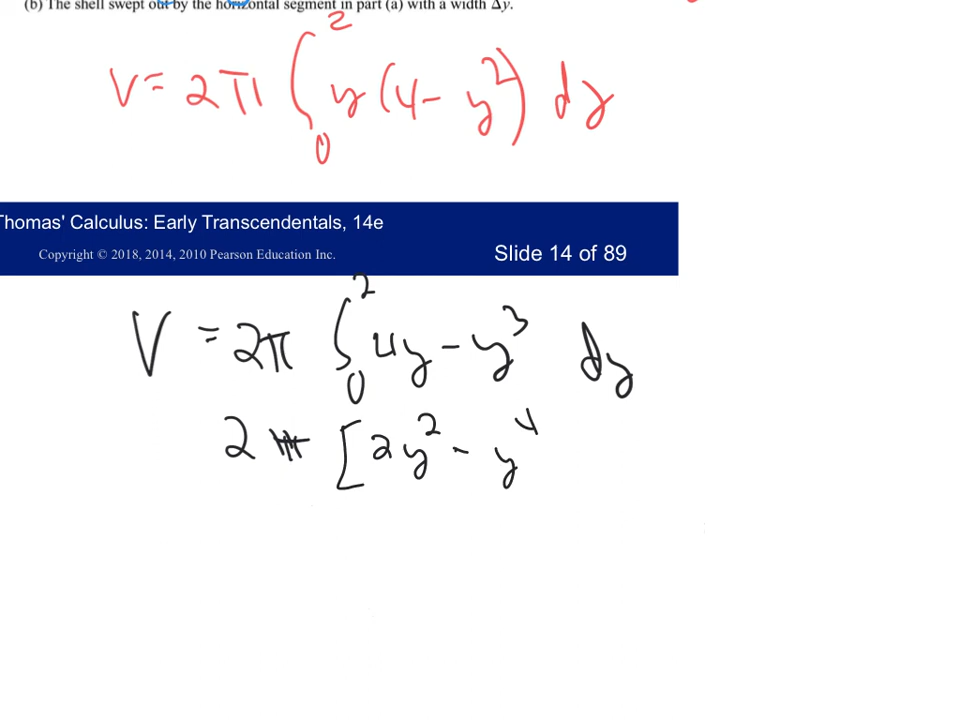 (b) The shell swept out by the horizontal segment in part (a) with a width Δy.
V = 2π ∫₀² y(4 - y²) dy
Thomas' Calculus: Early Transcendentals, 14e
Copyright © 2018, 2014, 2010 Pearson Education Inc.
Slide 14 of 89
V = 2π ∫₀² 4y - y³ dy
2π [2y² - y⁴